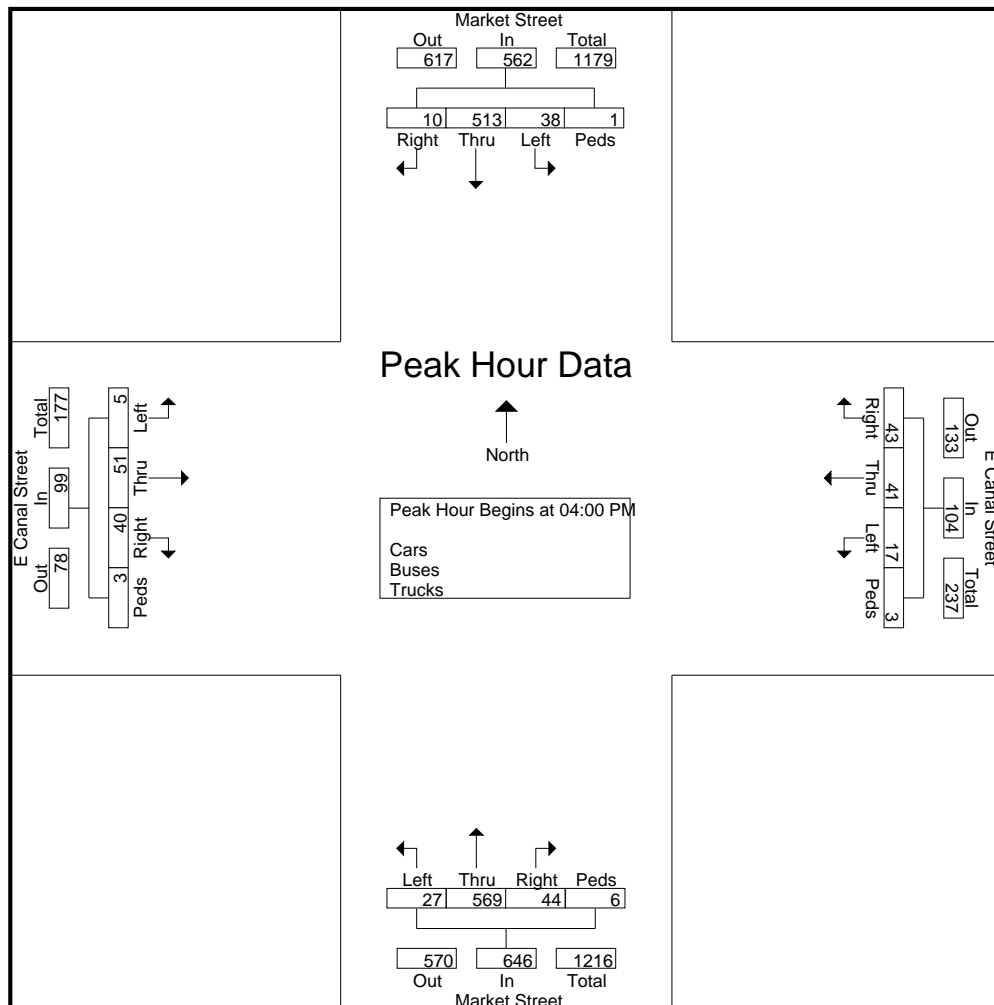 Market Street
Out In Total
617 562 1179
10 513 38 1
Right Thru Left Peds
Peak Hour Data
North
Peak Hour Begins at 04:00 PM
Cars
Buses
Trucks
E Canal Street
Out In Total
78 99 177
Left Thru Right Peds
5 51 40 3
E Canal Street
Out In Total
133 104 237
Right Thru Left Peds
43 41 17 3
Left Thru Right Peds
27 569 44 6
570 646 1216
Out In Total
Market Street